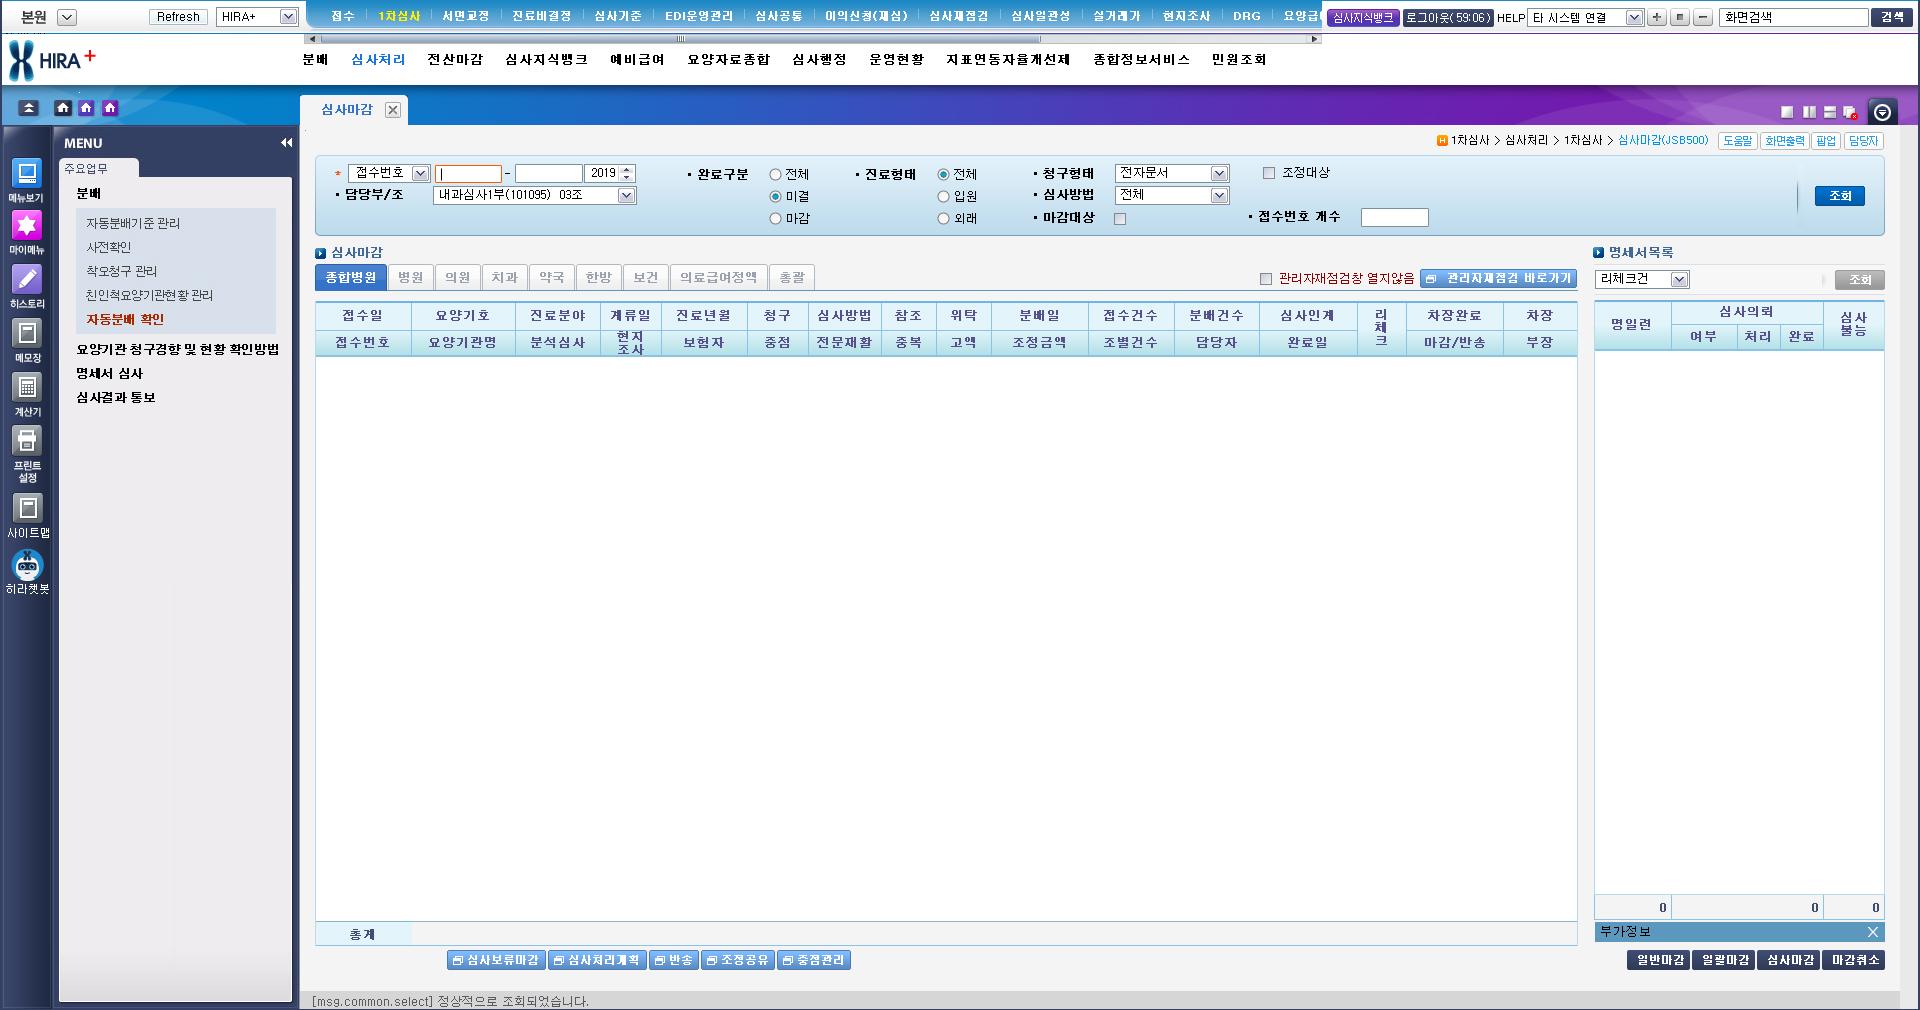 본원 Refresh HIRA+ 접수 1차심사 서면교정 진료비결정 심사기준 EDI운영관리 심사공통 이의신청(재심) 심사재점검 심사일관성 실거래가 현지조사 DRG 요양급 심사지식뱅크 로그아웃(59:06) HELP 타 시스템 연결 화면검색 검색
HIRA+ 분배 심사처리 전산마감 심사지식뱅크 예비급여 요양자료종합 심사행정 운영현황 지표연동자율개선제 종합정보서비스 민원조회
심사마감
MENU
1차심사 > 심사처리 > 1차심사 > 심사마감(JSB500) 도움말 화면출력 팝업 담당자
주요업무
분배
자동분배기준 관리
사전확인
착오청구 관리
친인척요양기관현황 관리
자동분배 확인
요양기관 청구경향 및 현황 확인방법
명세서 심사
심사결과 통보
메뉴보기
마이메뉴
히스토리
메모장
계산기
프린트
설정
사이트맵
히라챗봇
* 접수번호 - 2019 완료구분 전체 진료형태 전체 청구형태 전자문서 조정대상
담당부/조 내과심사1부(101095) 03조 미결 입원 심사방법 전체 조회
마감 외래 마감대상 접수번호 개수
심사마감
종합병원 병원 의원 치과 약국 한방 보건 의료급여정액 총괄 관리자재점검창 열지않음 관리자재점검 바로가기
접수일 요양기호 진료분야 계류일 진료년월 청구 심사방법 참조 위탁 분배일 접수건수 분배건수 심사인계 리체크 차장완료 차장
접수번호 요양기관명 분석심사 현지조사 보험자 중점 전문재활 중복 고액 조정금액 조별건수 담당자 완료일 마감/반송 부장
총계
심사보류마감 심사처리계획 반송 조정공유 중점관리
명세서목록
리체크건 조회
명일련 심사의뢰 심사불능
여부 처리 완료
0 0 0
부가정보
일반마감 일괄마감 심사마감 마감취소
[msg.common.select] 정상적으로 조회되었습니다.